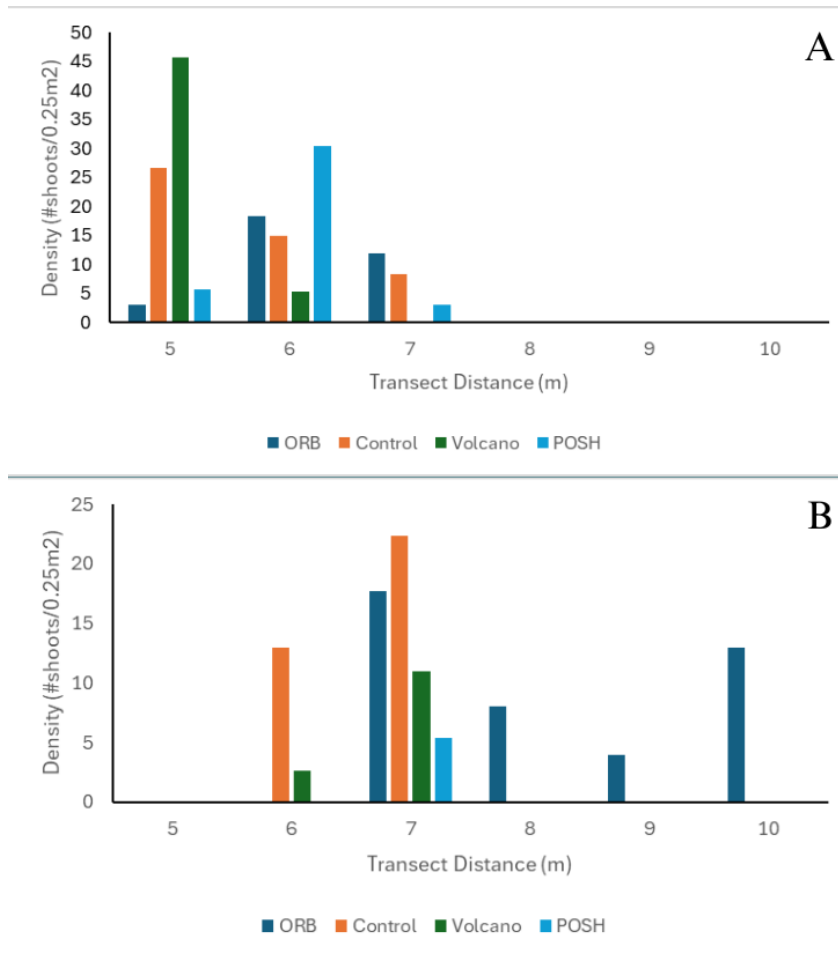 A
Density (#shoots/0.25m2)
50
45
40
35
30
25
20
15
10
5
0
5 6 7 8 9 10
Transect Distance (m)
ORB Control Volcano POSH
B
Density (#shoots/0.25m2)
25
20
15
10
5
0
5 6 7 8 9 10
Transect Distance (m)
ORB Control Volcano POSH